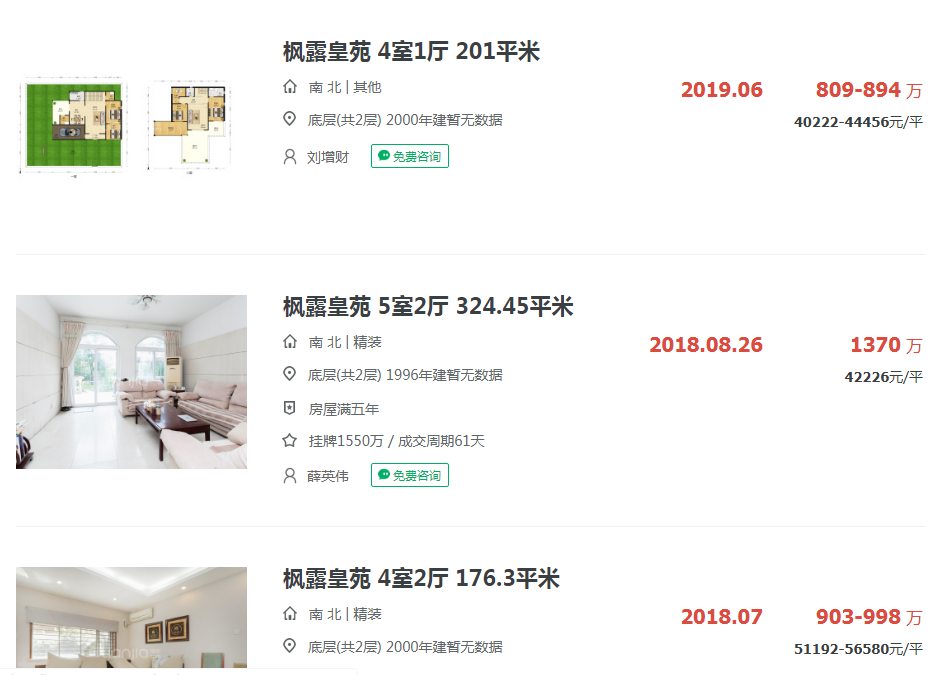 枫露皇苑 4室1厅 201平米
南 北 | 其他
2019.06
809-894 万
底层(共2层) 2000年建暂无数据
40222-44456元/平
刘增财
免费咨询
枫露皇苑 5室2厅 324.45平米
南 北 | 精装
2018.08.26
1370 万
底层(共2层) 1996年建暂无数据
42226元/平
房屋满五年
挂牌1550万 / 成交周期61天
薛英伟
免费咨询
枫露皇苑 4室2厅 176.3平米
南 北 | 精装
2018.07
903-998 万
底层(共2层) 2000年建暂无数据
51192-56580元/平